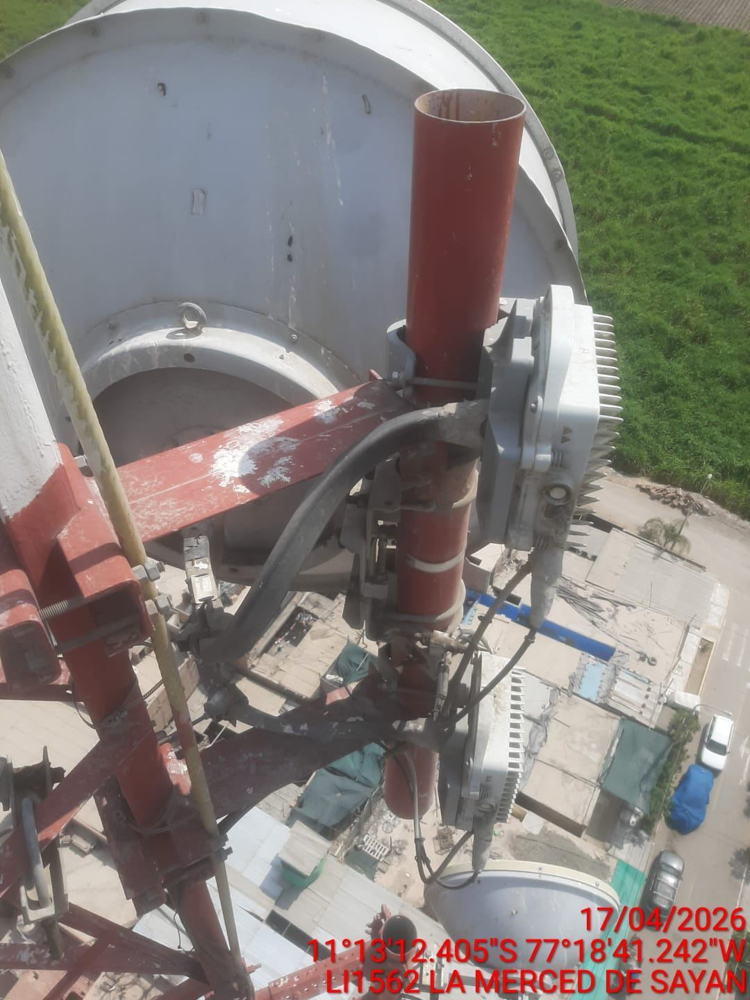 17/04/2026
11°13'12.405"S 77°18'41.242"W
LI1562 LA MERCED DE SAYAN